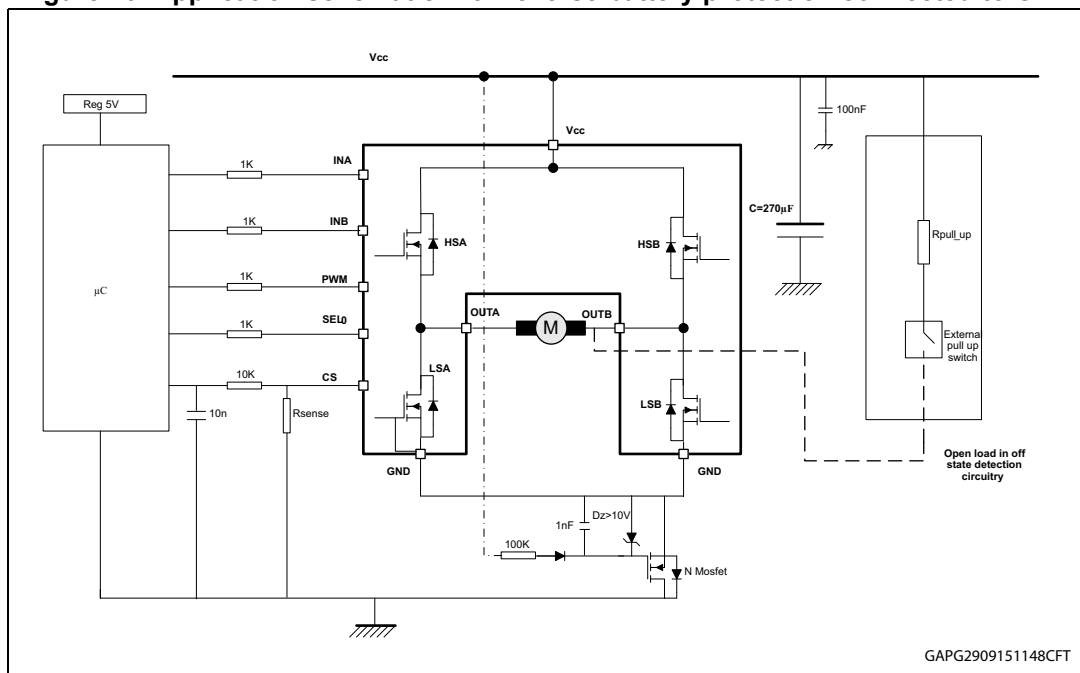 Vcc
Reg 5V
100nF
Vcc
1K
INA
C=270µF
1K
INB
HSA
HSB
Rpull_up
1K
PWM
µC
OUTA
M
OUTB
1K
SEL0
External
pull up
switch
LSA
10K
CS
LSB
10n
Rsense
GND
GND
Open load in off
state detection
circuitry
Dz>10V
1nF
100K
N Mosfet
GAPG2909151148CFT